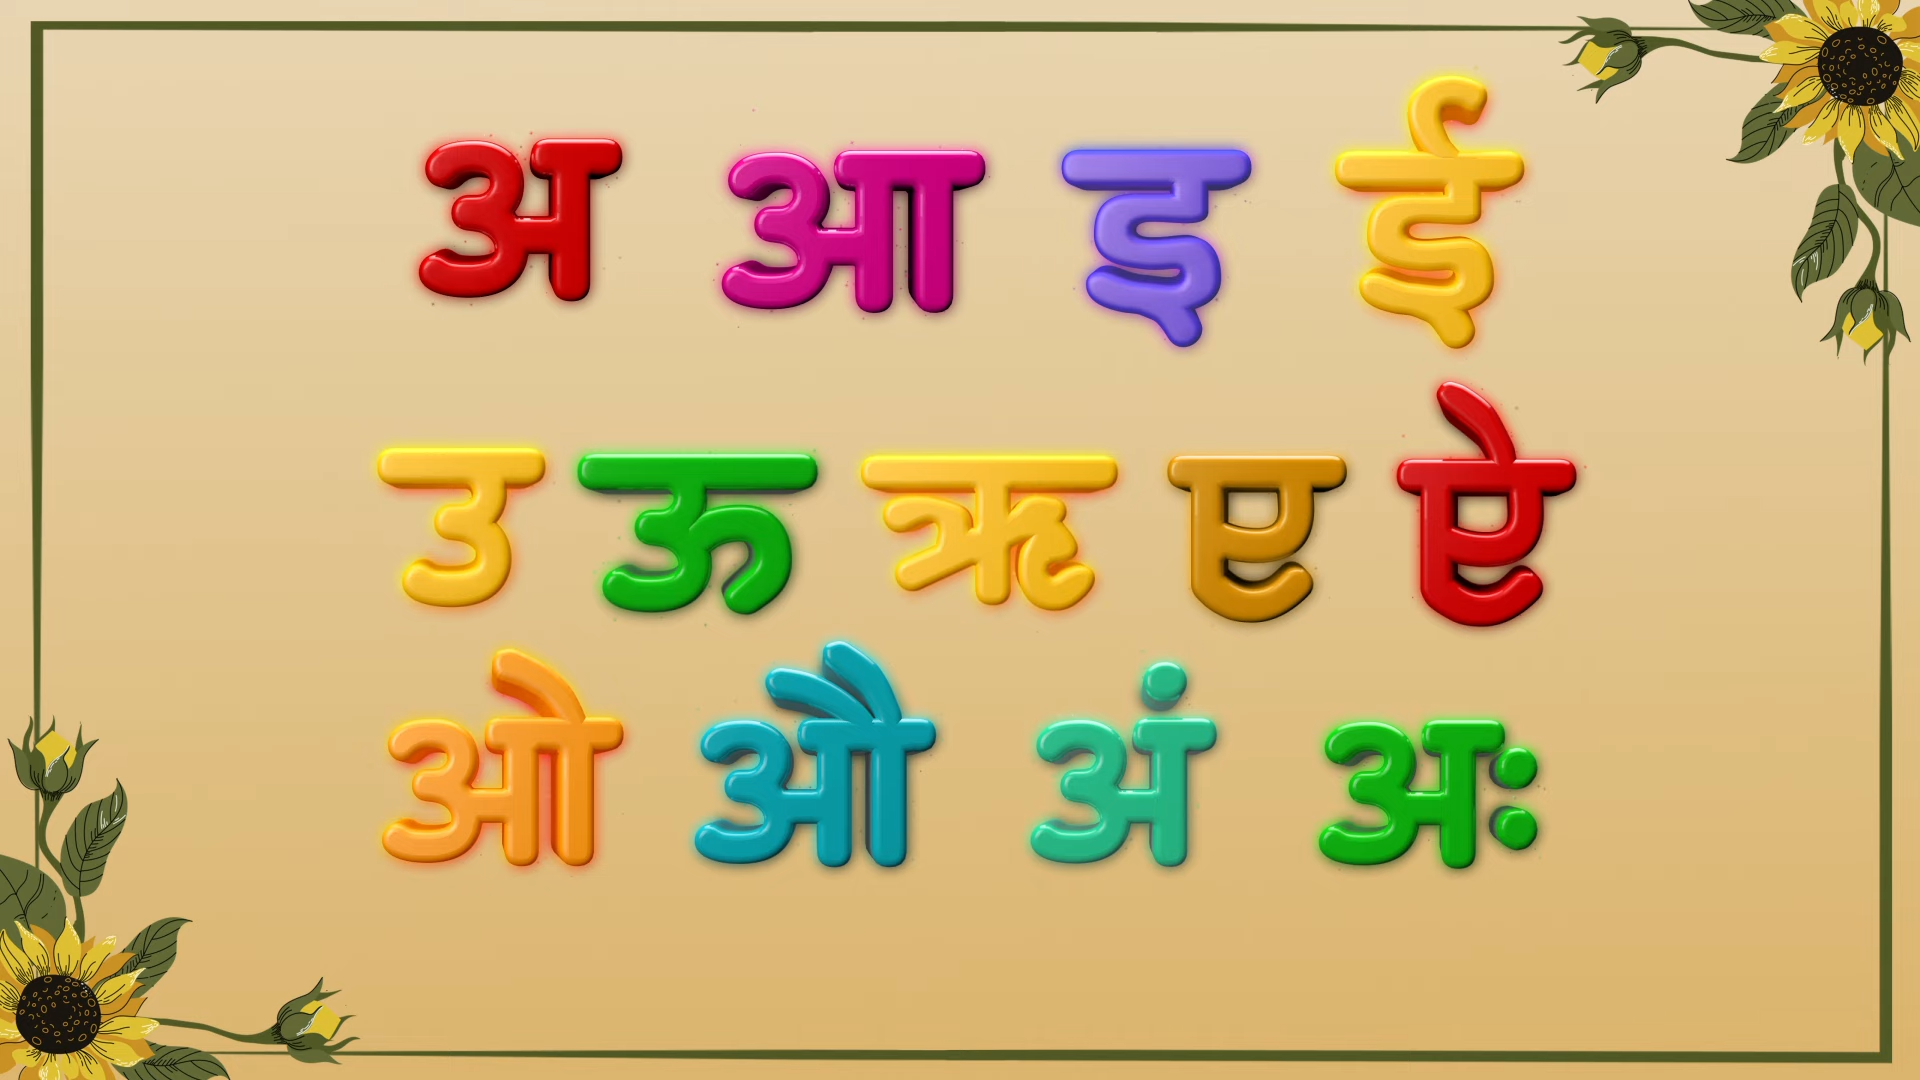 अ आ इ ई
उ ऊ ऋ ए ऐ
ओ औ अं अः